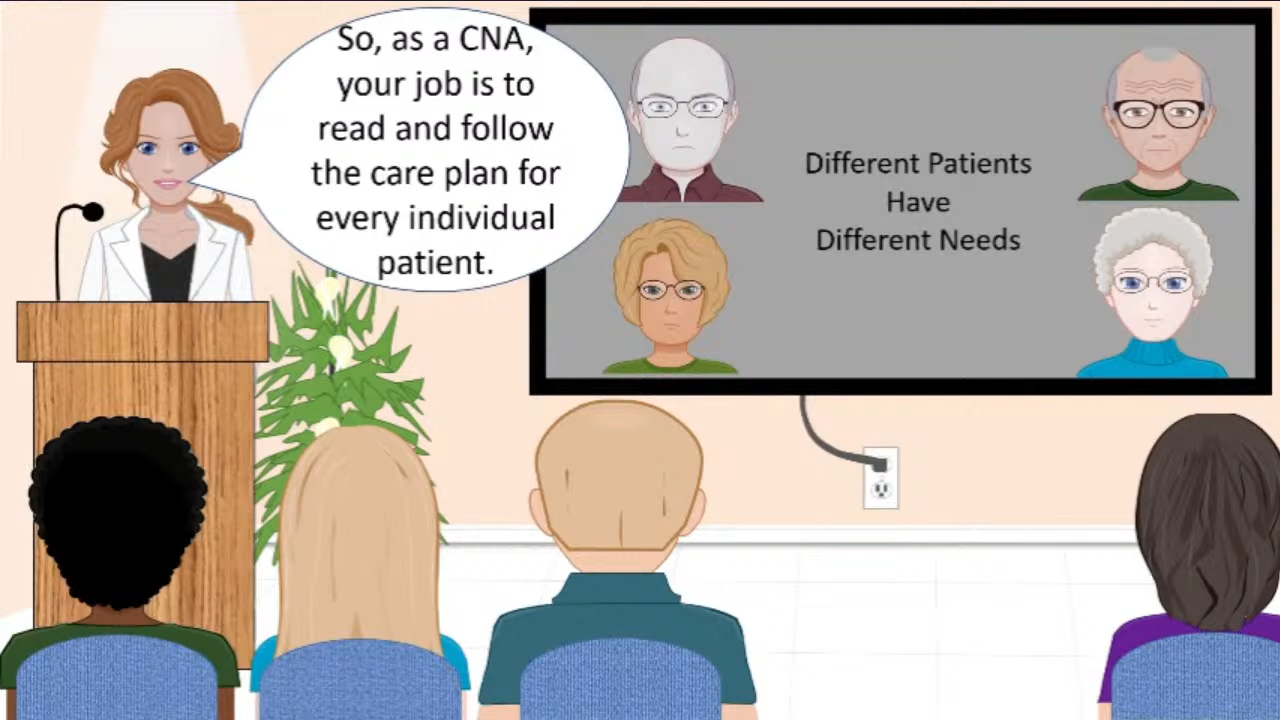 So, as a CNA,
your job is to
read and follow
the care plan for
every individual
patient.
Different Patients
Have
Different Needs